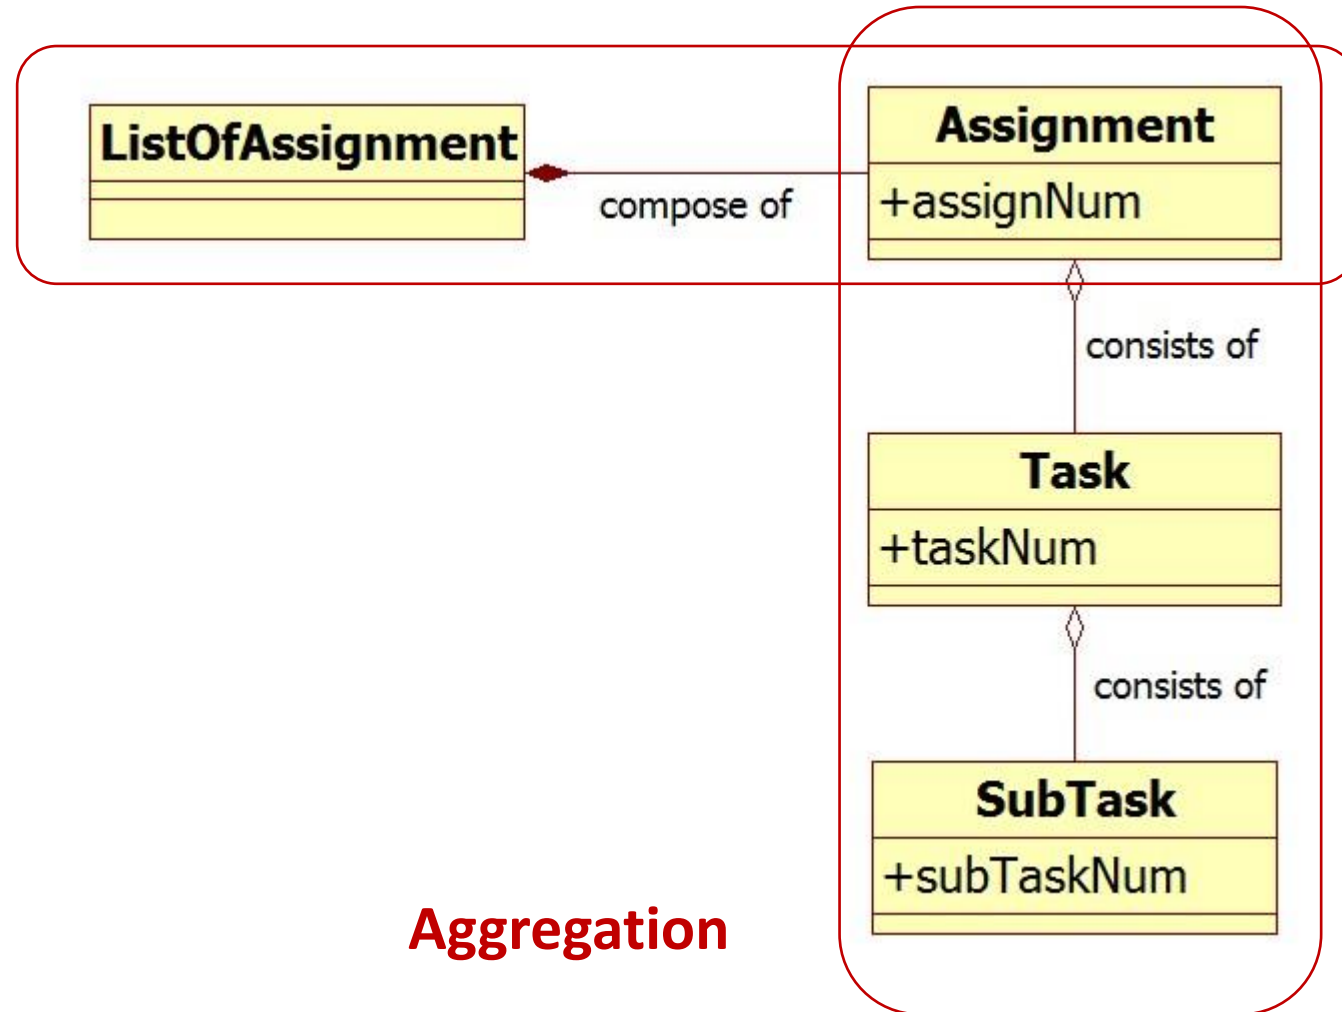 ListOfAssignment
compose of
Assignment
+assignNum
consists of
Task
+taskNum
consists of
SubTask
+subTaskNum
Aggregation